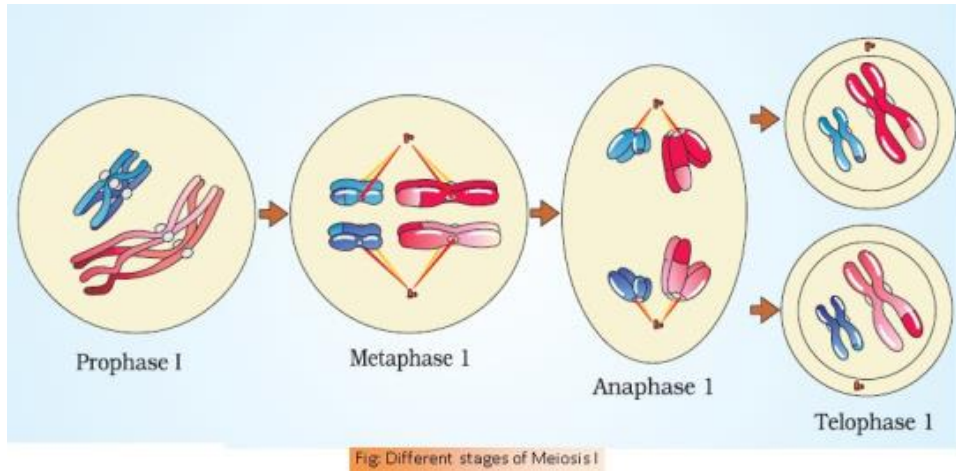 Prophase I
Metaphase 1
Anaphase 1
Telophase 1
Fig: Different stages of Meiosis I